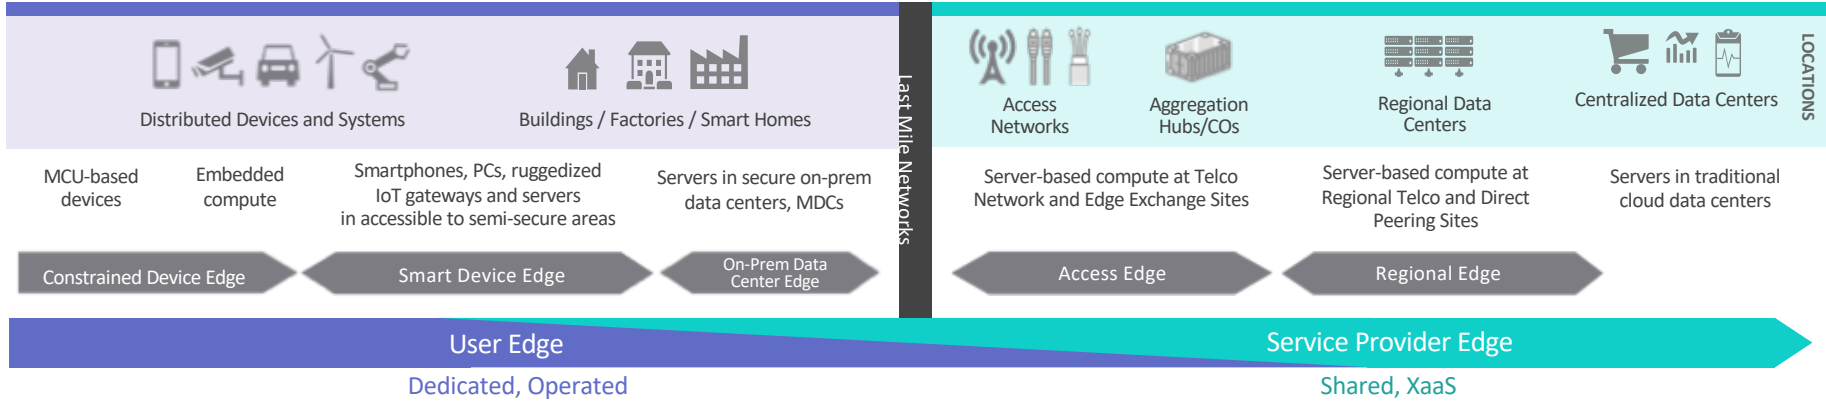 Distributed Devices and Systems
Buildings / Factories / Smart Homes
MCU-based
devices
Embedded
compute
Smartphones, PCs, ruggedized
IoT gateways and servers
in accessible to semi-secure areas
Servers in secure on-prem
data centers, MDCs
Constrained Device Edge
Smart Device Edge
On-Prem Data
Center Edge
Last Mile Networks
Access
Networks
Aggregation
Hubs/COs
Regional Data
Centers
Centralized Data Centers
LOCATIONS
Server-based compute at Telco
Network and Edge Exchange Sites
Server-based compute at
Regional Telco and Direct
Peering Sites
Servers in traditional
cloud data centers
Access Edge
Regional Edge
User Edge
Service Provider Edge
Dedicated, Operated
Shared, XaaS